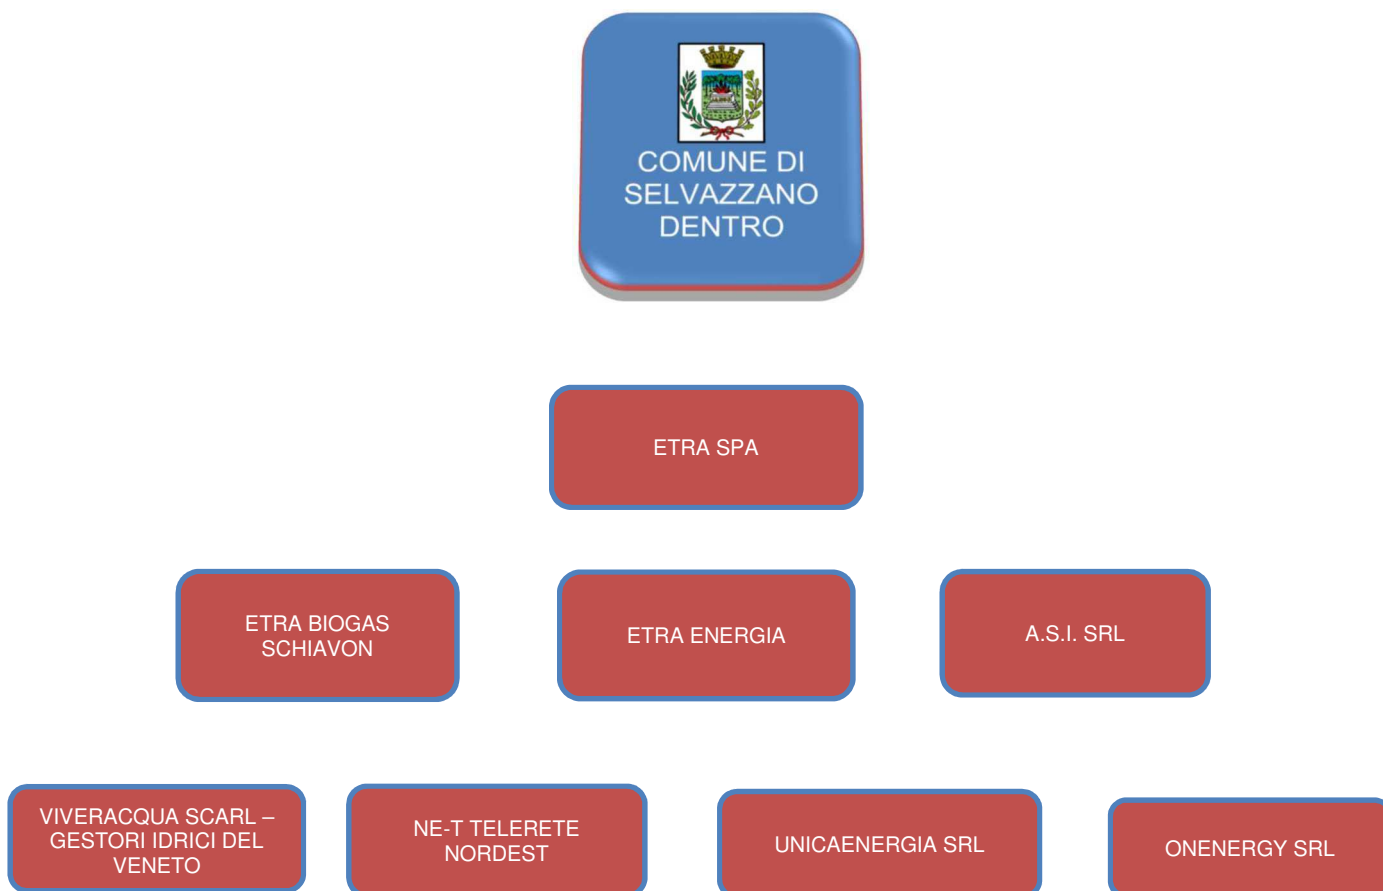 COMUNE DI
SELVAZZANO
DENTRO
ETRA SPA
ETRA BIOGAS
SCHIAVON
ETRA ENERGIA
A.S.I. SRL
VIVERACQUA SCARL –
GESTORI IDRICI DEL
VENETO
NE-T TELERETE
NORDEST
UNICAENERGIA SRL
ONENERGY SRL